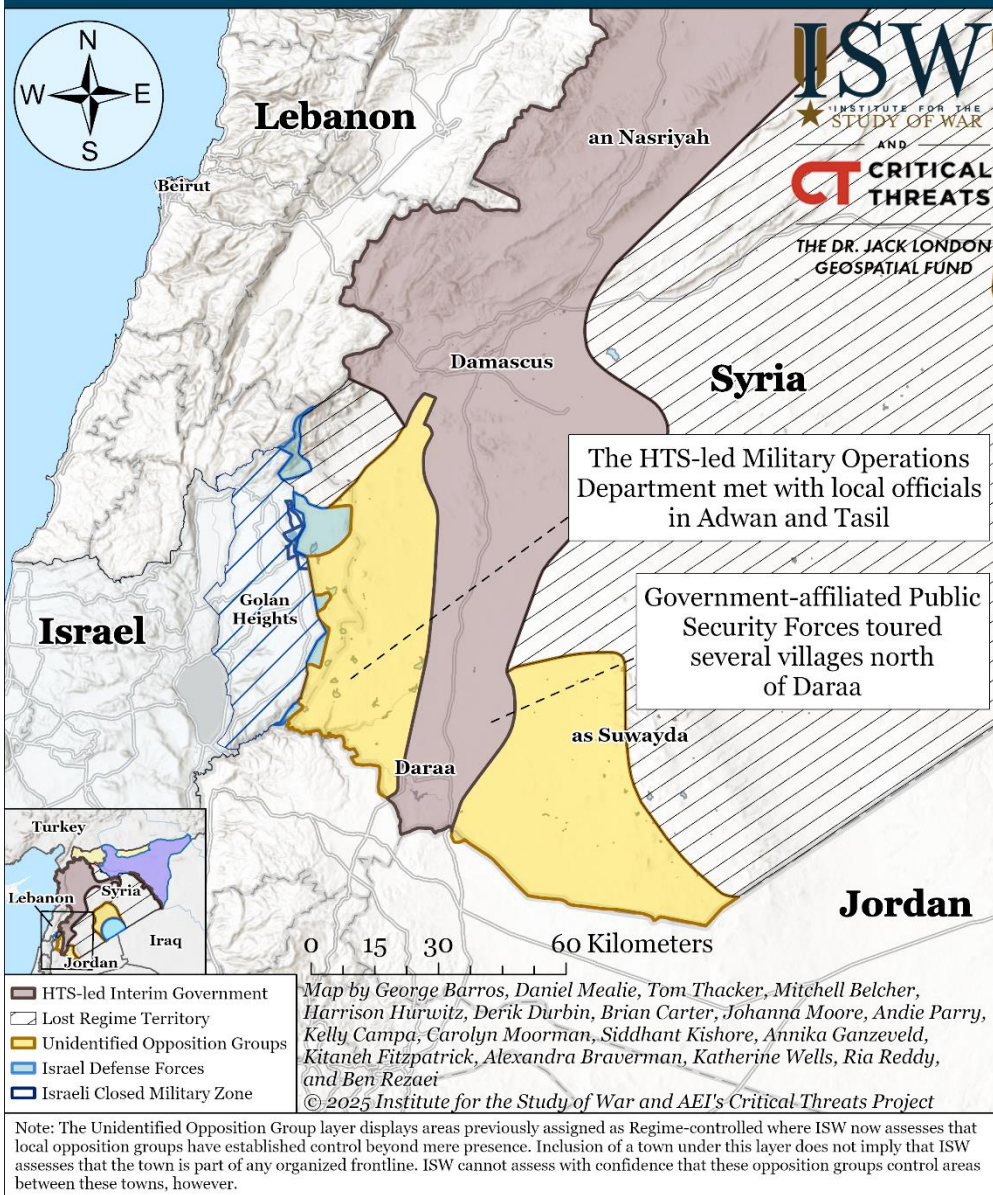 N
W
E
S
Lebanon
Beirut
an Nasriyah
ISW
INSTITUTE FOR THE
STUDY OF WAR
AND
CT CRITICAL
THREATS
THE DR. JACK LONDON
GEOSPATIAL FUND
Damascus
Syria
The HTS-led Military Operations
Department met with local officials
in Adwan and Tasil
Golan
Heights
Israel
Government-affiliated Public
Security Forces toured
several villages north
of Daraa
as Suwayda
Daraa
Jordan
Turkey
Lebanon
Syria
Iraq
Jordan
0 15 30 60 Kilometers
HTS-led Interim Government
Lost Regime Territory
Unidentified Opposition Groups
Israel Defense Forces
Israeli Closed Military Zone
Map by George Barros, Daniel Mealie, Tom Thacker, Mitchell Belcher,
Harrison Hurwitz, Derik Durbin, Brian Carter, Johanna Moore, Andie Parry,
Kelly Campa, Carolyn Moorman, Siddhant Kishore, Annika Ganzeveld,
Kitaneh Fitzpatrick, Alexandra Braverman, Katherine Wells, Ria Reddy,
and Ben Rezaei
© 2025 Institute for the Study of War and AEI's Critical Threats Project
Note: The Unidentified Opposition Group layer displays areas previously assigned as Regime-controlled where ISW now assesses that
local opposition groups have established control beyond mere presence. Inclusion of a town under this layer does not imply that ISW
assesses that the town is part of any organized frontline. ISW cannot assess with confidence that these opposition groups control areas
between these towns, however.